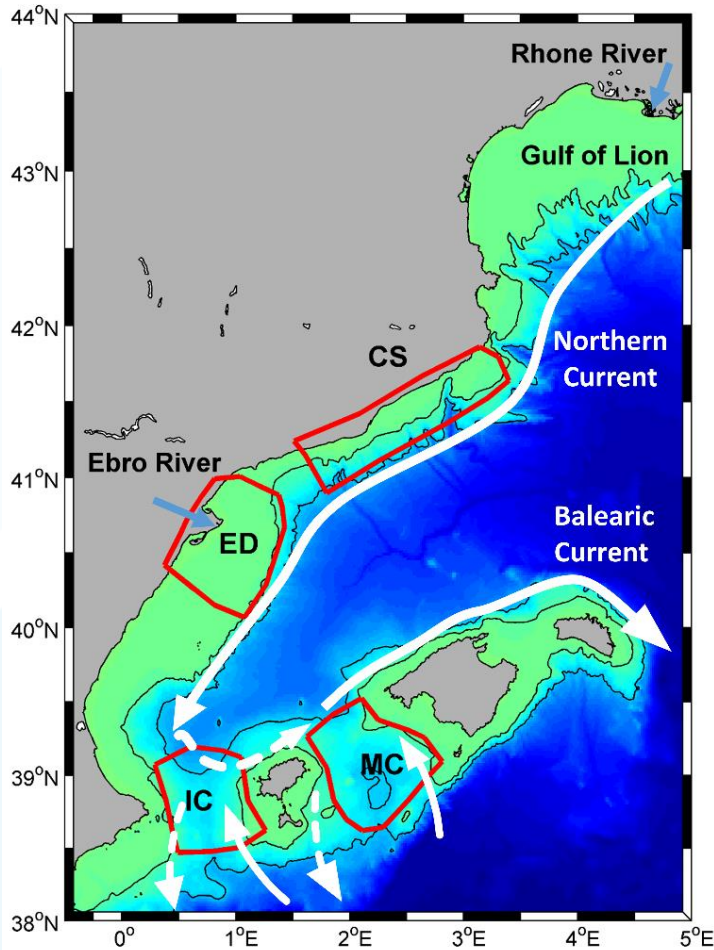 44°N
Rhone River
Gulf of Lion
43°N
42°N
CS
Northern
Current
Ebro River
41°N
ED
Balearic
Current
40°N
39°N
IC
MC
38°N
0°
1°E
2°E
3°E
4°E
5°E